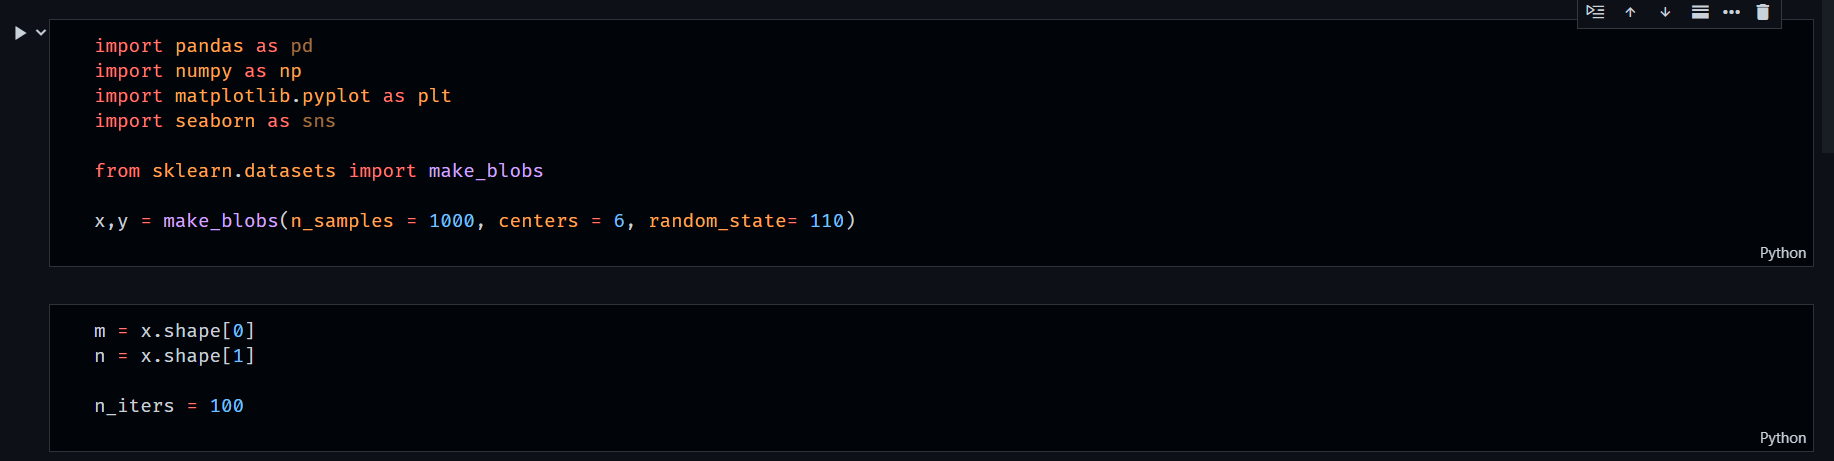 import pandas as pd
import numpy as np
import matplotlib.pyplot as plt
import seaborn as sns
from sklearn.datasets import make_blobs
x,y = make_blobs(n_samples = 1000, centers = 6, random_state= 110)
Python
m = x.shape[0]
n = x.shape[1]
n_iters = 100
Python